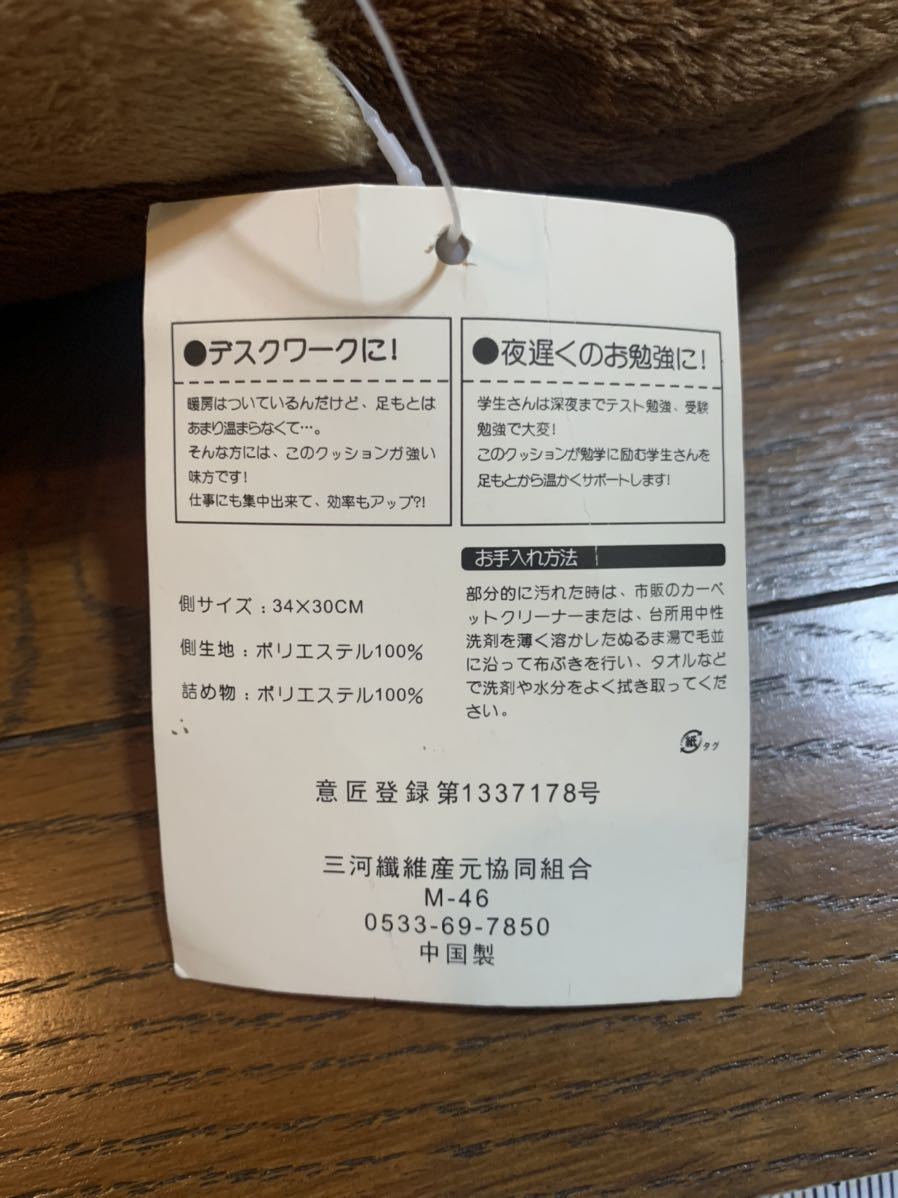 ●デスクワークに!
暖房はついているんだけど、足もとは
あまり温まらなくて…。
そんな方には、このクッションが強い
味方です!
仕事にも集中出来て、効率もアップ?!
●夜遅くのお勉強に!
学生さんは深夜までテスト勉強、受験
勉強で大変!
このクッションが勉学に励む学生さんを
足もとから温かくサポートします!
側サイズ：34×30CM
側生地：ポリエステル100%
詰め物：ポリエステル100%
お手入れ方法
部分的に汚れた時は、市販のカーペ
ットクリーナーまたは、台所用中性
洗剤を薄く溶かしたぬるま湯で毛並
に沿って布ぶきを行い、タオルなど
で洗剤や水分をよく拭き取ってくだ
さい。
紙 タグ
意匠登録第1337178号
三河繊維産元協同組合
M-46
0533-69-7850
中国製